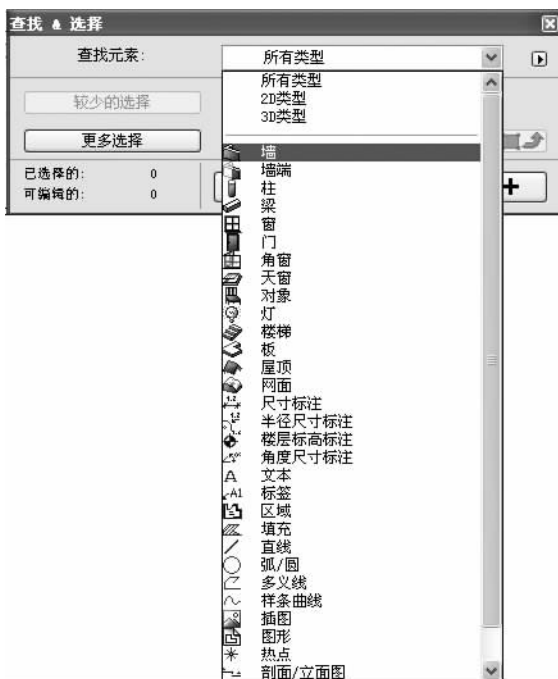 查找 & 选择
查找元素:
所有类型
较少的选择
更多选择
已选择的: 0
可编辑的: 0
+
所有类型
2D类型
3D类型
墙
墙端
柱
梁
窗
门
角窗
天窗
对象
灯
楼梯
板
屋顶
网面
尺寸标注
半径尺寸标注
楼层标高标注
角度尺寸标注
A 文本
A1 标签
区域
填充
直线
弧/圆
多义线
样条曲线
插图
图形
热点
剖面/立面图